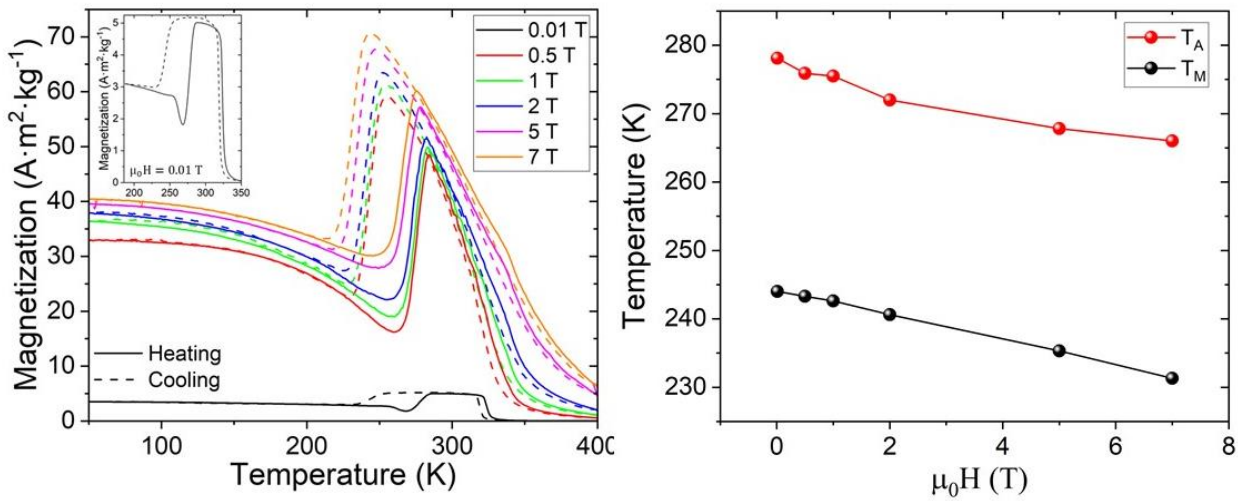 70
60
50
40
30
20
10
0
Magnetization (A·m²·kg⁻¹)
100
200
300
400
Temperature (K)
0.01 T
0.5 T
1 T
2 T
5 T
7 T
Heating
Cooling
5
4
3
2
1
0
Magnetization (A·m²·kg⁻¹)
μ₀H = 0.01 T
200
250
300
350
Temperature (K)
280
270
260
250
240
230
Temperature (K)
T_A
T_M
0
2
4
6
8
μ₀H (T)